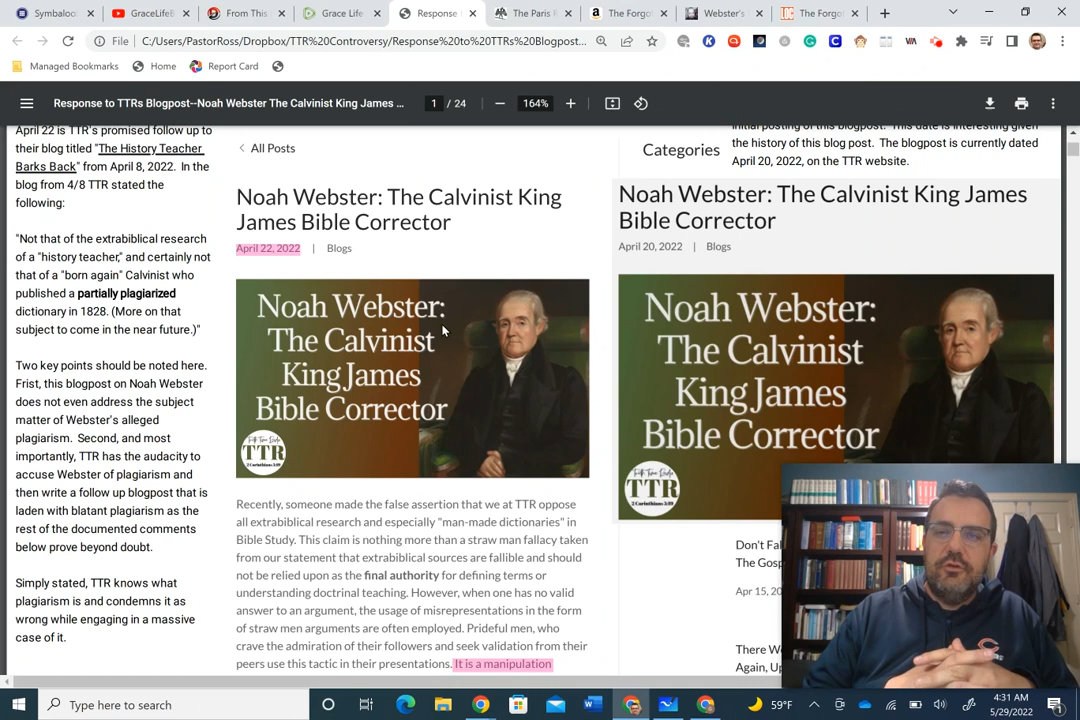 Symbaloo
GraceLifeB
From This
Grace Life
Response
The Paris R
The Forgo
Webster's
The Forgo
File
C:/Users/PastorRoss/Dropbox/TTR%20Controversy/Response%20to%20TTRs%20Blogpost...
Managed Bookmarks
Home
Report Card
Response to TTRs Blogpost--Noah Webster The Calvinist King James ...
1 / 24
164%
April 22 is TTR's promised follow up to
their blog titled "The History Teacher
Barks Back" from April 8, 2022. In the
blog from 4/8 TTR stated the
following:
"Not that of the extrabiblical research
of a "history teacher," and certainly not
that of a "born again" Calvinist who
published a partially plagiarized
dictionary in 1828. (More on that
subject to come in the near future.)"
Two key points should be noted here.
Frist, this blogpost on Noah Webster
does not even address the subject
matter of Webster's alleged
plagiarism. Second, and most
importantly, TTR has the audacity to
accuse Webster of plagiarism and
then write a follow up blogpost that is
laden with blatant plagiarism as the
rest of the documented comments
below prove beyond doubt.
Simply stated, TTR knows what
plagiarism is and condemns it as
wrong while engaging in a massive
case of it.
All Posts
Noah Webster: The Calvinist King
James Bible Corrector
April 22, 2022 | Blogs
Noah Webster:
The Calvinist
King James
Bible Corrector
TTR
Recently, someone made the false assertion that we at TTR oppose
all extrabiblical research and especially "man-made dictionaries" in
Bible Study. This claim is nothing more than a straw man fallacy taken
from our statement that extrabiblical sources are fallible and should
not be relied upon as the final authority for defining terms or
understanding doctrinal teaching. However, when one has no valid
answer to an argument, the usage of misrepresentations in the form
of straw men arguments are often employed. Prideful men, who
crave the admiration of their followers and seek validation from their
peers use this tactic in their presentations. It is a manipulation
initial posting of this blogpost. This date is interesting given
Categories
the history of this blog post. The blogpost is currently dated
April 20, 2022, on the TTR website.
Noah Webster: The Calvinist King James
Bible Corrector
April 20, 2022 | Blogs
Noah Webster:
The Calvinist
King James
Bible Corrector
TTR
Don't Fal
The Gosp
Apr 15, 20
There We
Again, Up
Type here to search
59°F
4:31 AM
5/29/2022